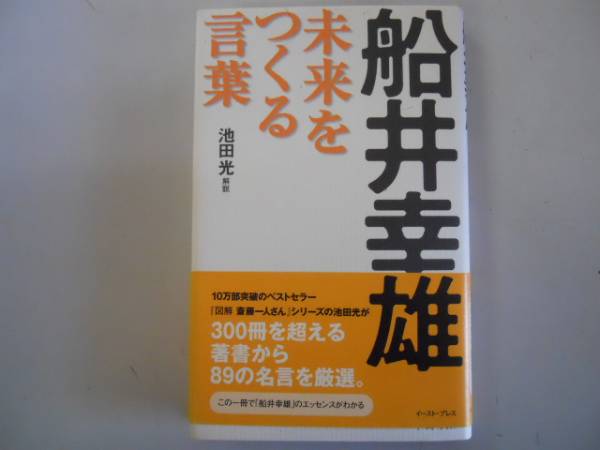 船井幸雄
未来を
つくる
言葉
池田光 解説
10万部突破のベストセラー
『図解 斎藤一人さん』シリーズの池田光が
300冊を超える
著書から
89の名言を厳選。
この一冊で「船井幸雄」のエッセンスがわかる
イースト・プレス